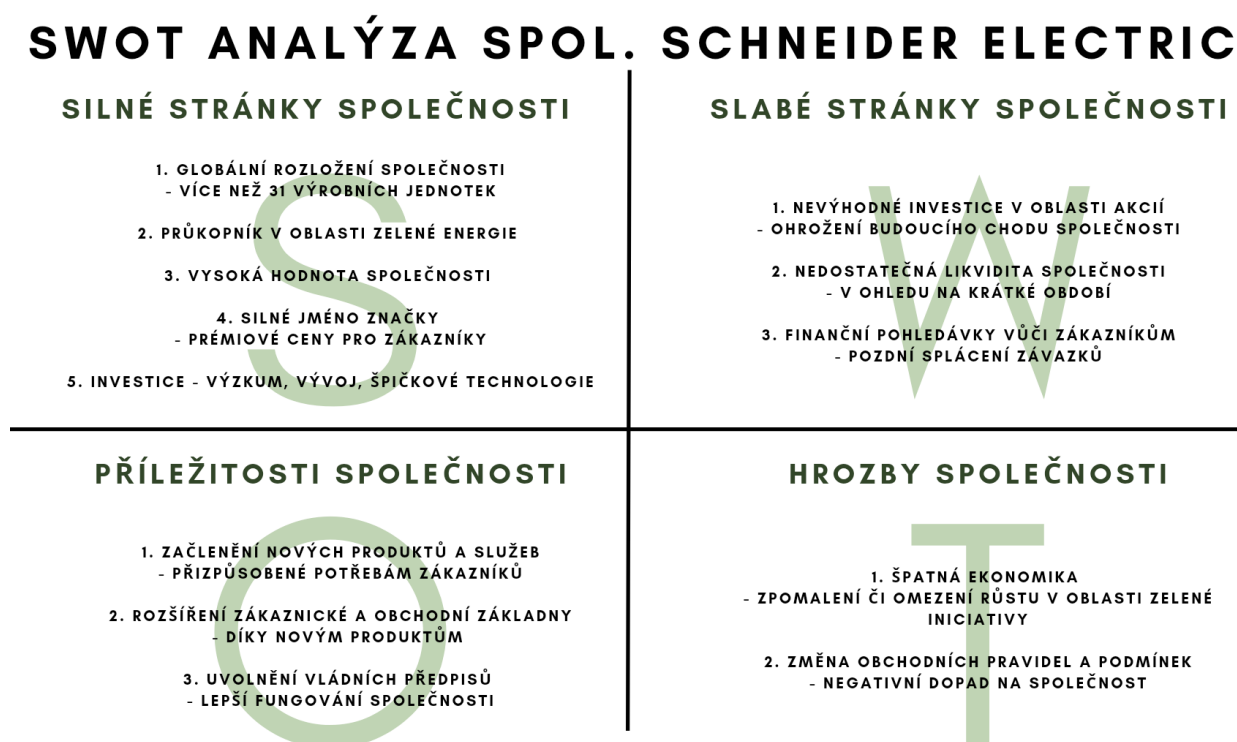 SWOT ANALÝZA SPOL. SCHNEIDER ELECTRIC
SILNÉ STRÁNKY SPOLEČNOSTI
1. GLOBÁLNÍ ROZLOŽENÍ SPOLEČNOSTI
- VÍCE NEŽ 31 VÝROBNÍCH JEDNOTEK
2. PRŮKOPNÍK V OBLASTI ZELENÉ ENERGIE
3. VYSOKÁ HODNOTA SPOLEČNOSTI
4. SILNÉ JMÉNO ZNAČKY
- PRÉMIOVÉ CENY PRO ZÁKAZNÍKY
5. INVESTICE - VÝZKUM, VÝVOJ, ŠPIČKOVÉ TECHNOLOGIE
S
SLABÉ STRÁNKY SPOLEČNOSTI
1. NEVÝHODNÉ INVESTICE V OBLASTI AKCIÍ
- OHROŽENÍ BUDOUCÍHO CHODU SPOLEČNOSTI
2. NEDOSTATEČNÁ LIKVIDITA SPOLEČNOSTI
- V OHLEDU NA KRÁTKÉ OBDOBÍ
3. FINANČNÍ POHLEDÁVKY VŮČI ZÁKAZNÍKŮM
- POZDNÍ SPLÁCENÍ ZÁVAZKŮ
W
PŘÍLEŽITOSTI SPOLEČNOSTI
1. ZAČLENĚNÍ NOVÝCH PRODUKTŮ A SLUŽEB
- PŘIZPŮSOBENÉ POTŘEBÁM ZÁKAZNÍKŮ
2. ROZŠÍŘENÍ ZÁKAZNICKÉ A OBCHODNÍ ZÁKLADNY
- DÍKY NOVÝM PRODUKTŮM
3. UVOLNĚNÍ VLÁDNÍCH PŘEDPISŮ
- LEPŠÍ FUNGOVÁNÍ SPOLEČNOSTI
O
HROZBY SPOLEČNOSTI
1. ŠPATNÁ EKONOMIKA
- ZPOMALENÍ ČI OMEZENÍ RŮSTU V OBLASTI ZELENÉ
INICIATIVY
2. ZMĚNA OBCHODNÍCH PRAVIDEL A PODMÍNEK
- NEGATIVNÍ DOPAD NA SPOLEČNOST
T